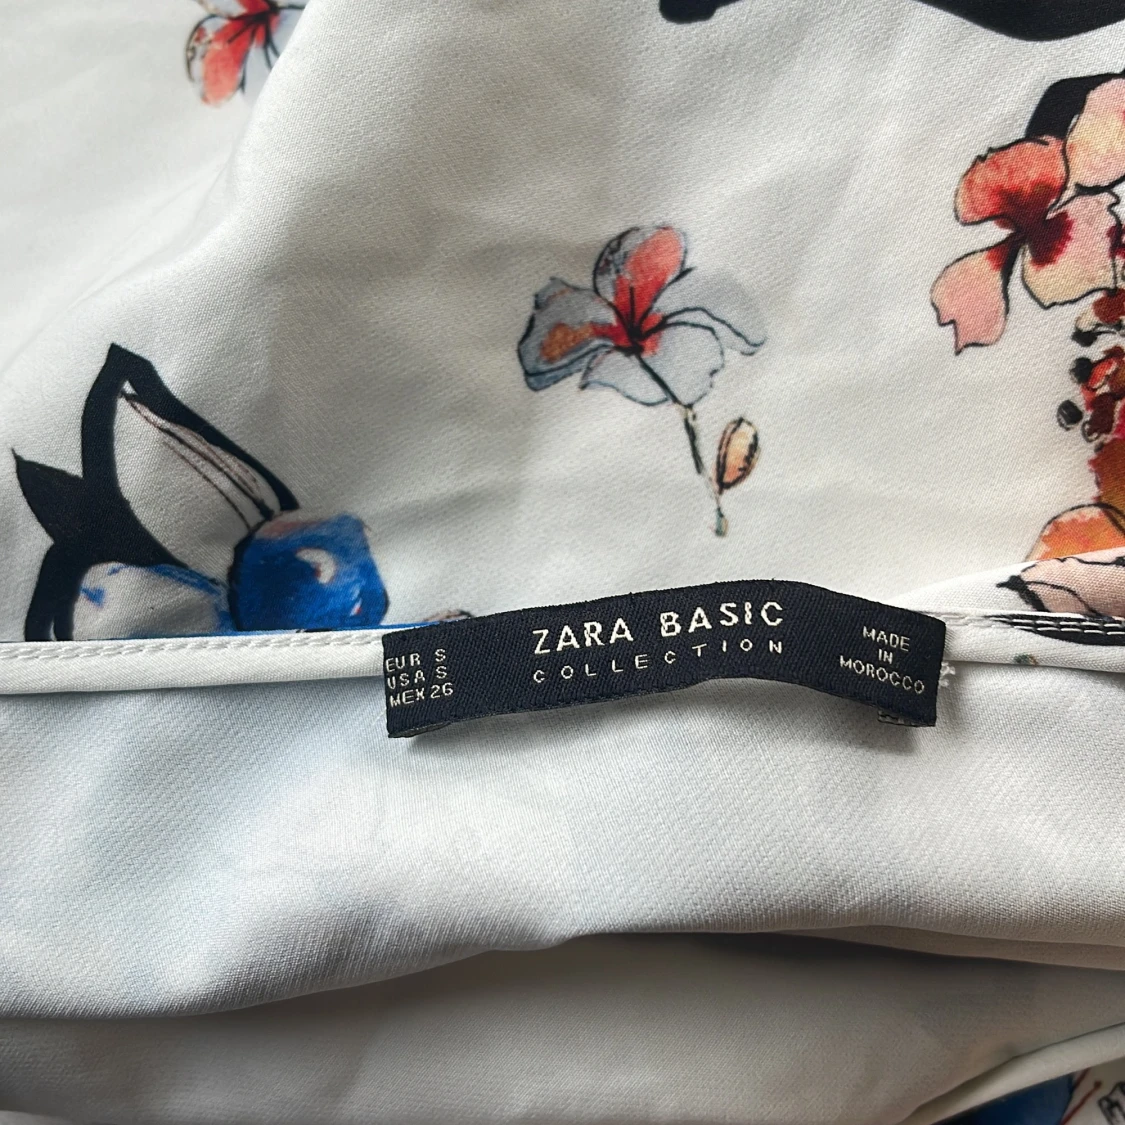 EUR S
USA S
MEX 26
ZARA BASIC
COLLECTION
MADE
IN
MOROCCO